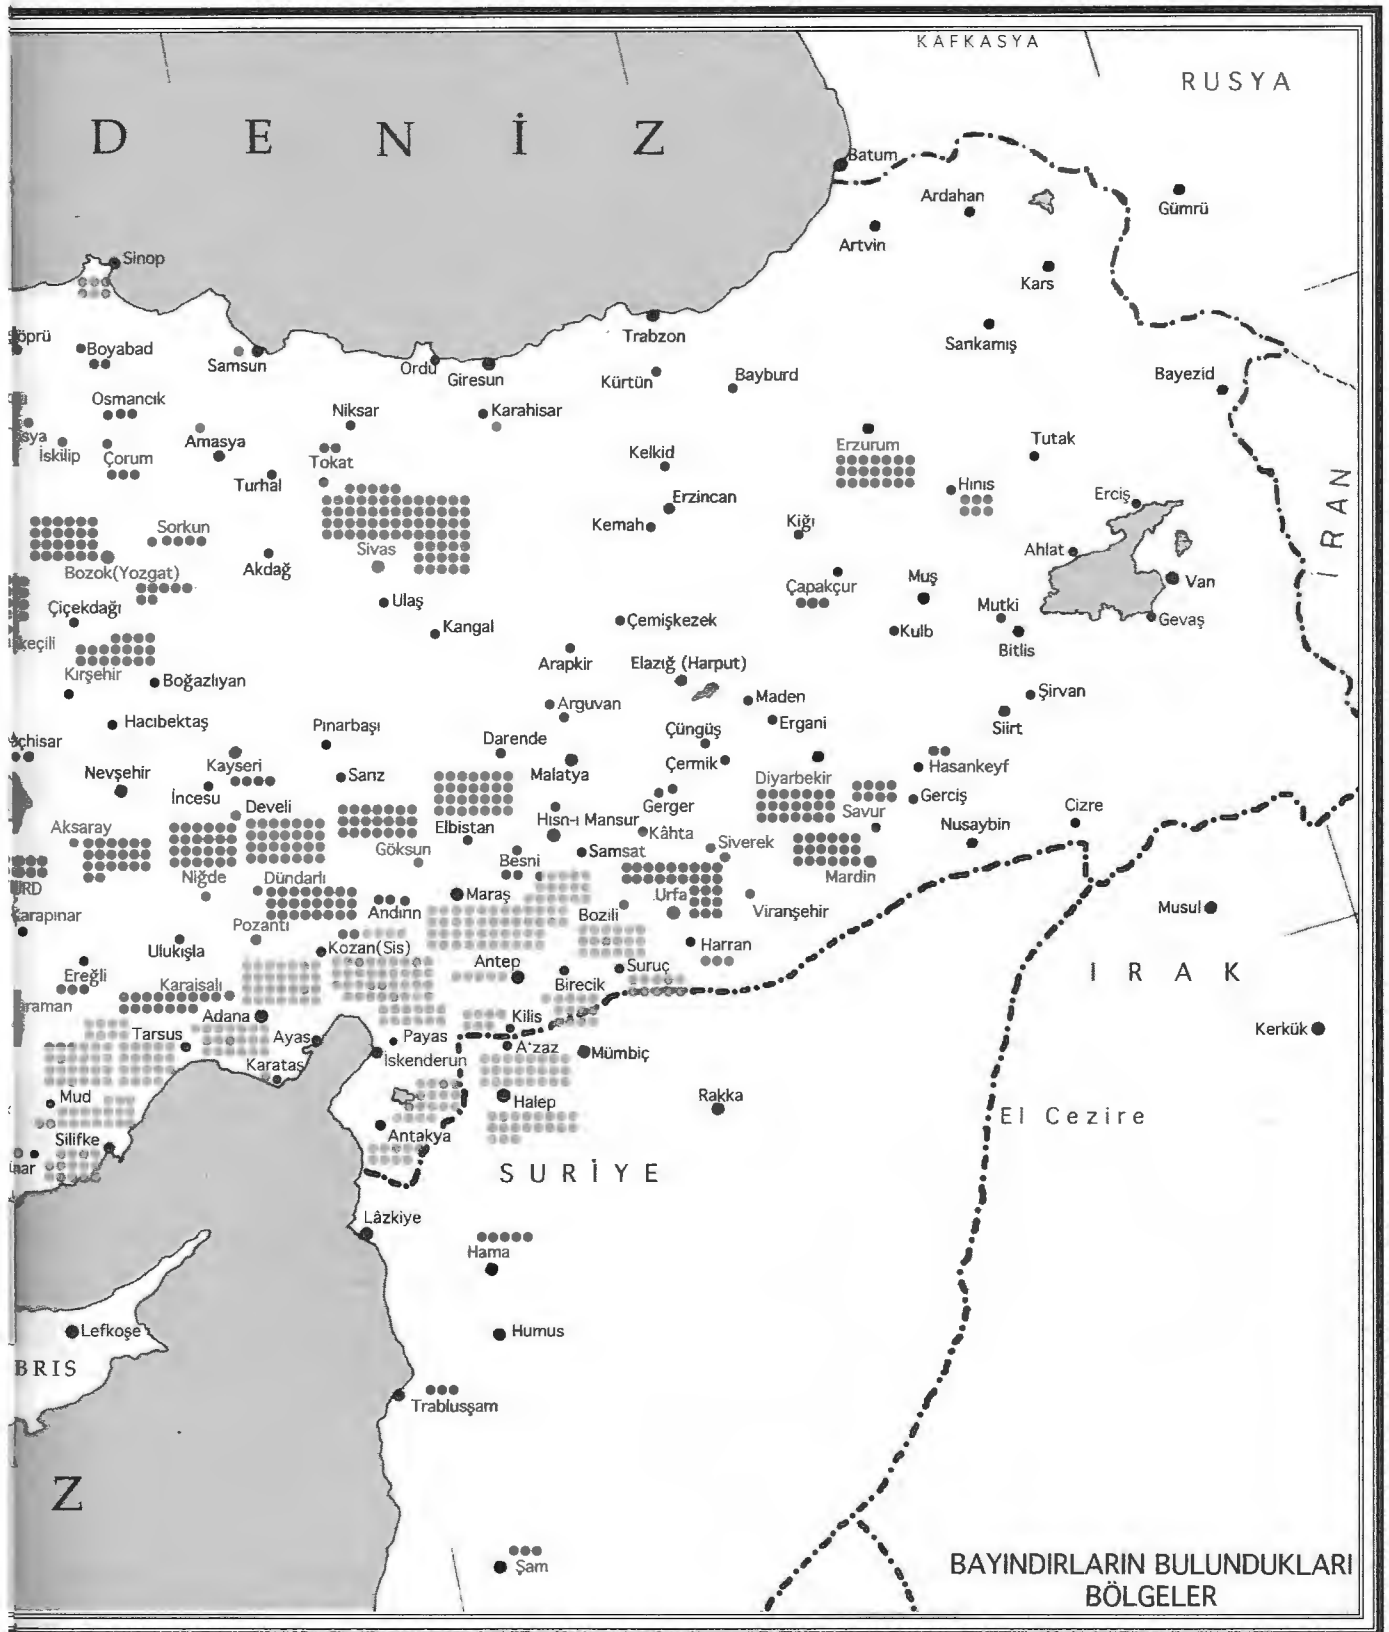 KAFKASYA
RUSYA
D E N İ Z
Batum
Ardahan
Gümrü
Artvin
Sinop
Kars
Trabzon
Sarıkamış
Boyabad
Samsun
Ordu
Giresun
Kürtün
Bayburd
Bayezid
Osmancık
Niksar
Karahisar
İskilip
Çorum
Amasya
Tokat
Turhal
Kelkid
Erzurum
Tutak
Hınıs
Erciş
İRAN
Erzincan
Kemah
Kiğı
Sorkun
Sivas
Akdağ
Ahlat
Van
Bozok(Yozgat)
Çapakçur
Muş
Çiçekdağı
Ulaş
Mutki
Gevaş
Kangal
Çemişkezek
Kulb
Bitlis
Kırşehir
Boğazlıyan
Arapkir
Elazığ (Harput)
Şirvan
Maden
Arguvan
Siirt
Hacıbektaş
Pınarbaşı
Ergani
Darende
Çüngüş
Nevşehir
Kayseri
Sarız
Malatya
Çermik
Diyarbekir
Hasankeyf
İncesu
Develi
Gerger
Savur
Gerciş
Cizre
Aksaray
Elbistan
Hısn-ı Mansur
Kâhta
Nusaybin
Göksun
Besni
Samsat
Siverek
Niğde
Dündarlı
Mardin
Maraş
Urfa
Andırın
Bozili
Viranşehir
Musul
Pozantı
Ulukışla
Kozan(Sis)
Harran
Ereğli
Karaisalı
Antep
Birecik
Suruç
I R A K
Adana
Tarsus
Ayas
Payas
Kilis
Kerkük
Karataş
İskenderun
A'zaz
Mümbiç
Mud
Halep
Rakka
El Cezire
Silifke
Antakya
SURİYE
Lâzkiye
Hama
Lefkoşe
Humus
BRIS
Trablusşam
Z
Şam
BAYINDIRLARIN BULUNDUKLARI
BÖLGELER